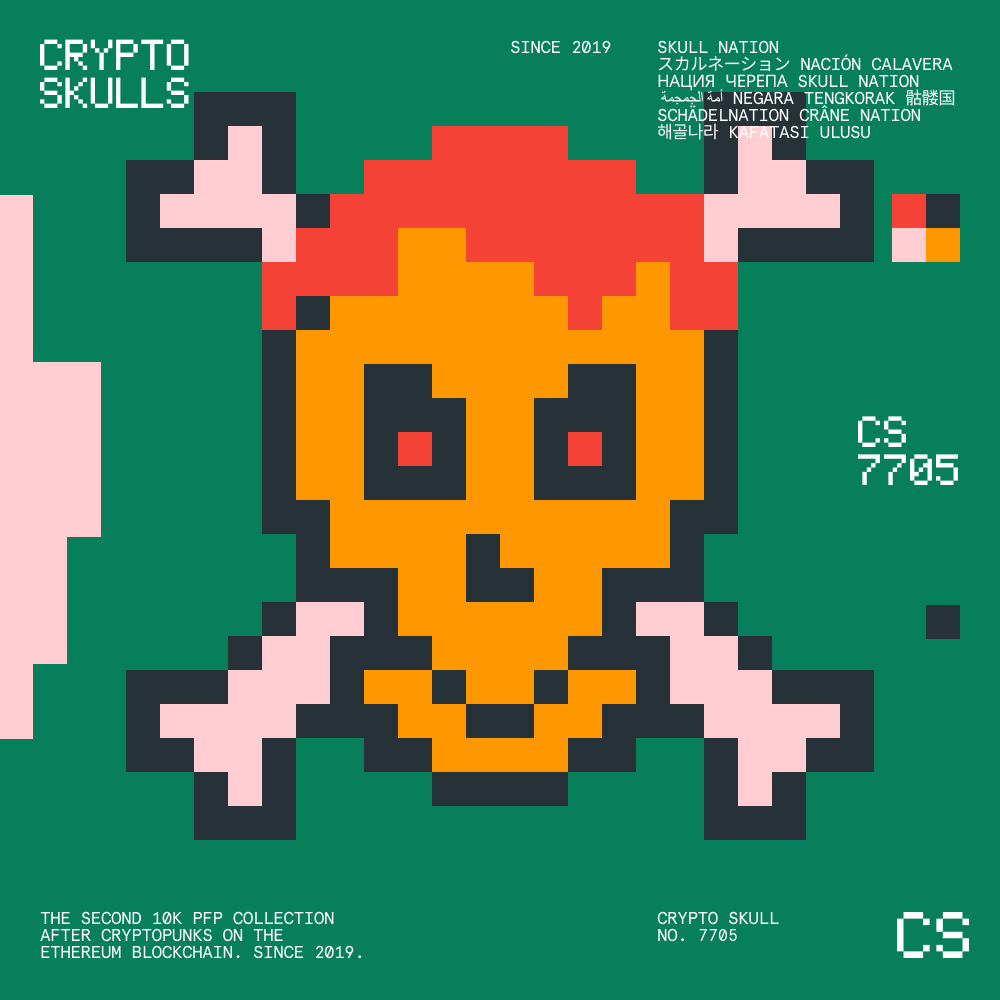 CRYPTO
SKULLS
SINCE 2019
SKULL NATION
スカルネーション NACIÓN CALAVERA
НАЦИЯ ЧЕРЕПА SKULL NATION
أمة الجمجمة NEGARA TENGKORAK 骷髅国
SCHÄDELNATION CRÂNE NATION
해골나라 KAFATASI ULUSU
CS
7705
THE SECOND 10K PFP COLLECTION
AFTER CRYPTOPUNKS ON THE
ETHEREUM BLOCKCHAIN. SINCE 2019.
CRYPTO SKULL
NO. 7705
CS